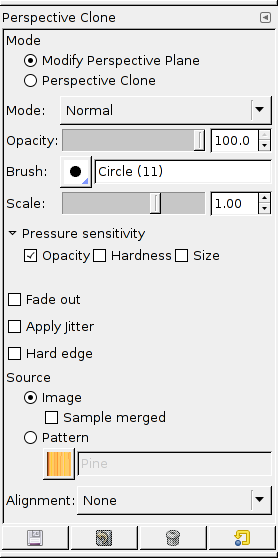 Perspective Clone
Mode
Modify Perspective Plane
Perspective Clone
Mode: Normal
Opacity: 100.0
Brush: Circle (11)
Scale: 1.00
Pressure sensitivity
Opacity Hardness Size
Fade out
Apply Jitter
Hard edge
Source
Image
Sample merged
Pattern
Pine
Alignment: None